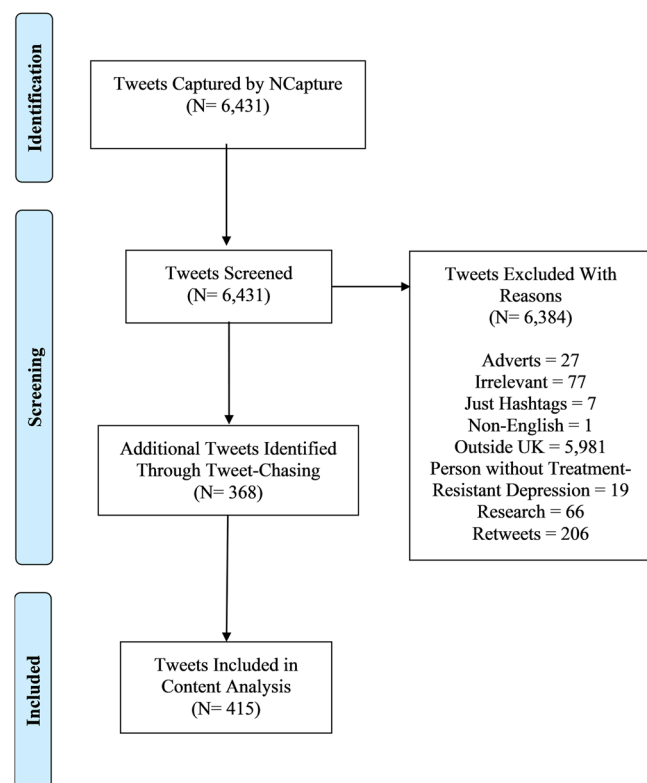 Identification
Tweets Captured by NCapture
(N= 6,431)
Screening
Tweets Screened
(N= 6,431)
Tweets Excluded With
Reasons
(N= 6,384)
Adverts = 27
Irrelevant = 77
Just Hashtags = 7
Non-English = 1
Outside UK = 5,981
Person without Treatment-
Resistant Depression = 19
Research = 66
Retweets = 206
Additional Tweets Identified
Through Tweet-Chasing
(N= 368)
Included
Tweets Included in
Content Analysis
(N= 415)